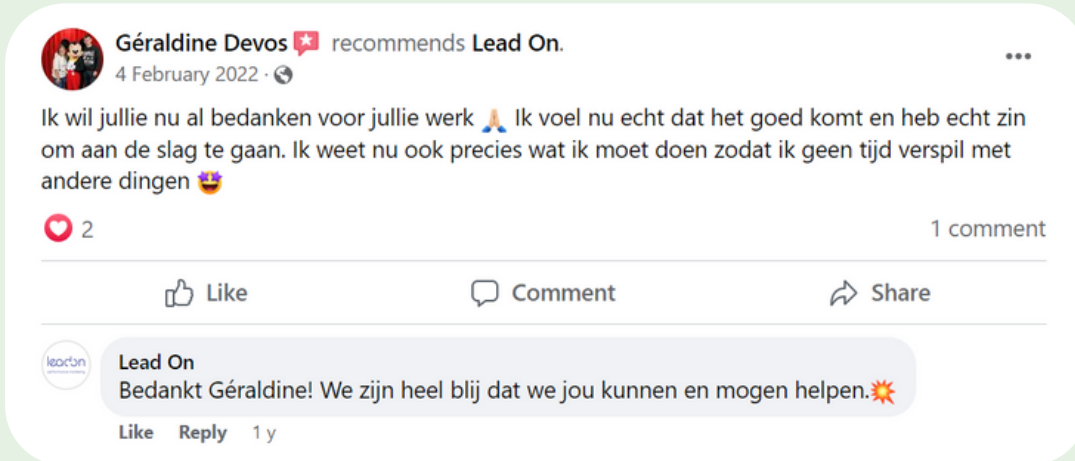 Géraldine Devos recommends Lead On.
4 February 2022 ·
Ik wil jullie nu al bedanken voor jullie werk 🙏🏻 Ik voel nu echt dat het goed komt en heb echt zin
om aan de slag te gaan. Ik weet nu ook precies wat ik moet doen zodat ik geen tijd verspil met
andere dingen 🤩
2 1 comment
Like Comment Share
leadon
Lead On
Bedankt Géraldine! We zijn heel blij dat we jou kunnen en mogen helpen.💥
Like Reply 1 y